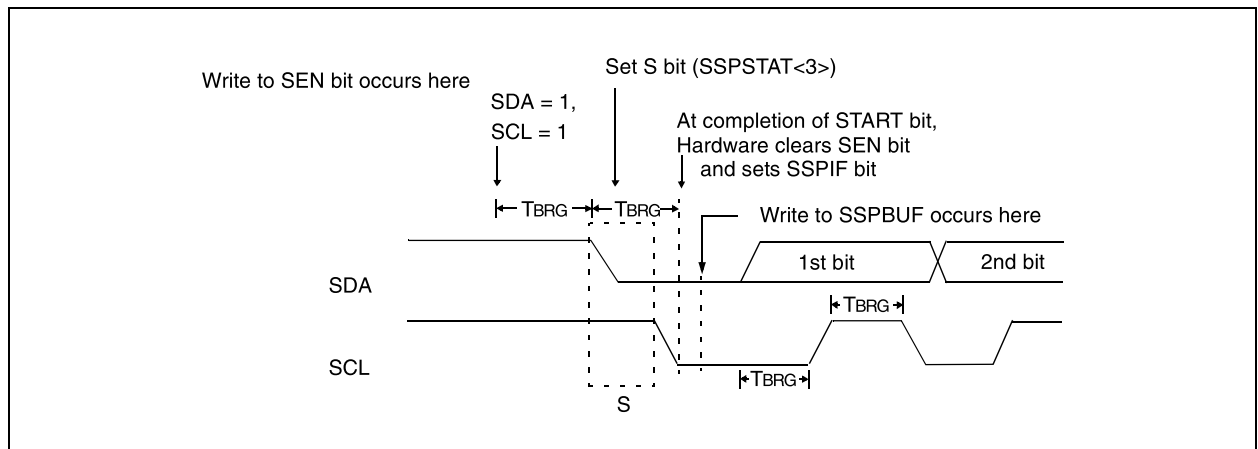 Write to SEN bit occurs here
Set S bit (SSPSTAT<3>)
SDA = 1,
SCL = 1
At completion of START bit,
Hardware clears SEN bit
and sets SSPIF bit
TBRG
TBRG
Write to SSPBUF occurs here
SDA
1st bit
2nd bit
TBRG
SCL
TBRG
S